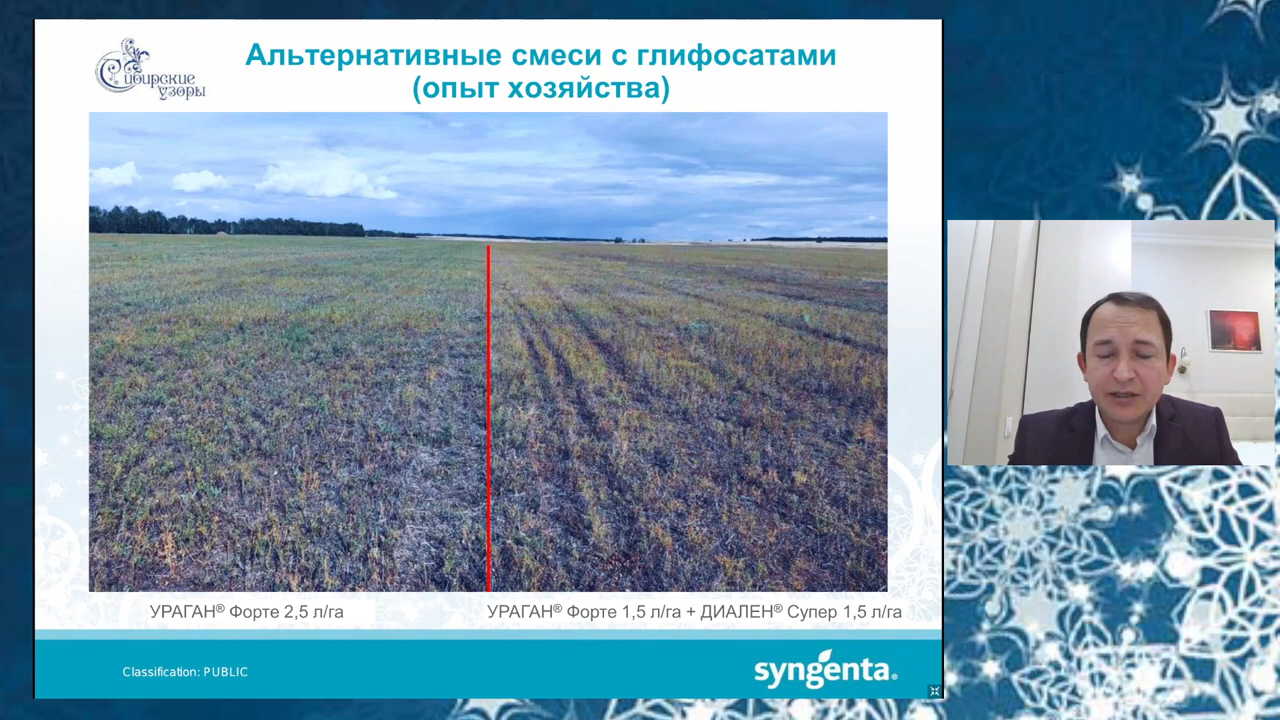 Сибирские
узоры
Альтернативные смеси с глифосатами
(опыт хозяйства)
УРАГАН® Форте 2,5 л/га
УРАГАН® Форте 1,5 л/га + ДИАЛЕН® Супер 1,5 л/га
Classification: PUBLIC
syngenta®